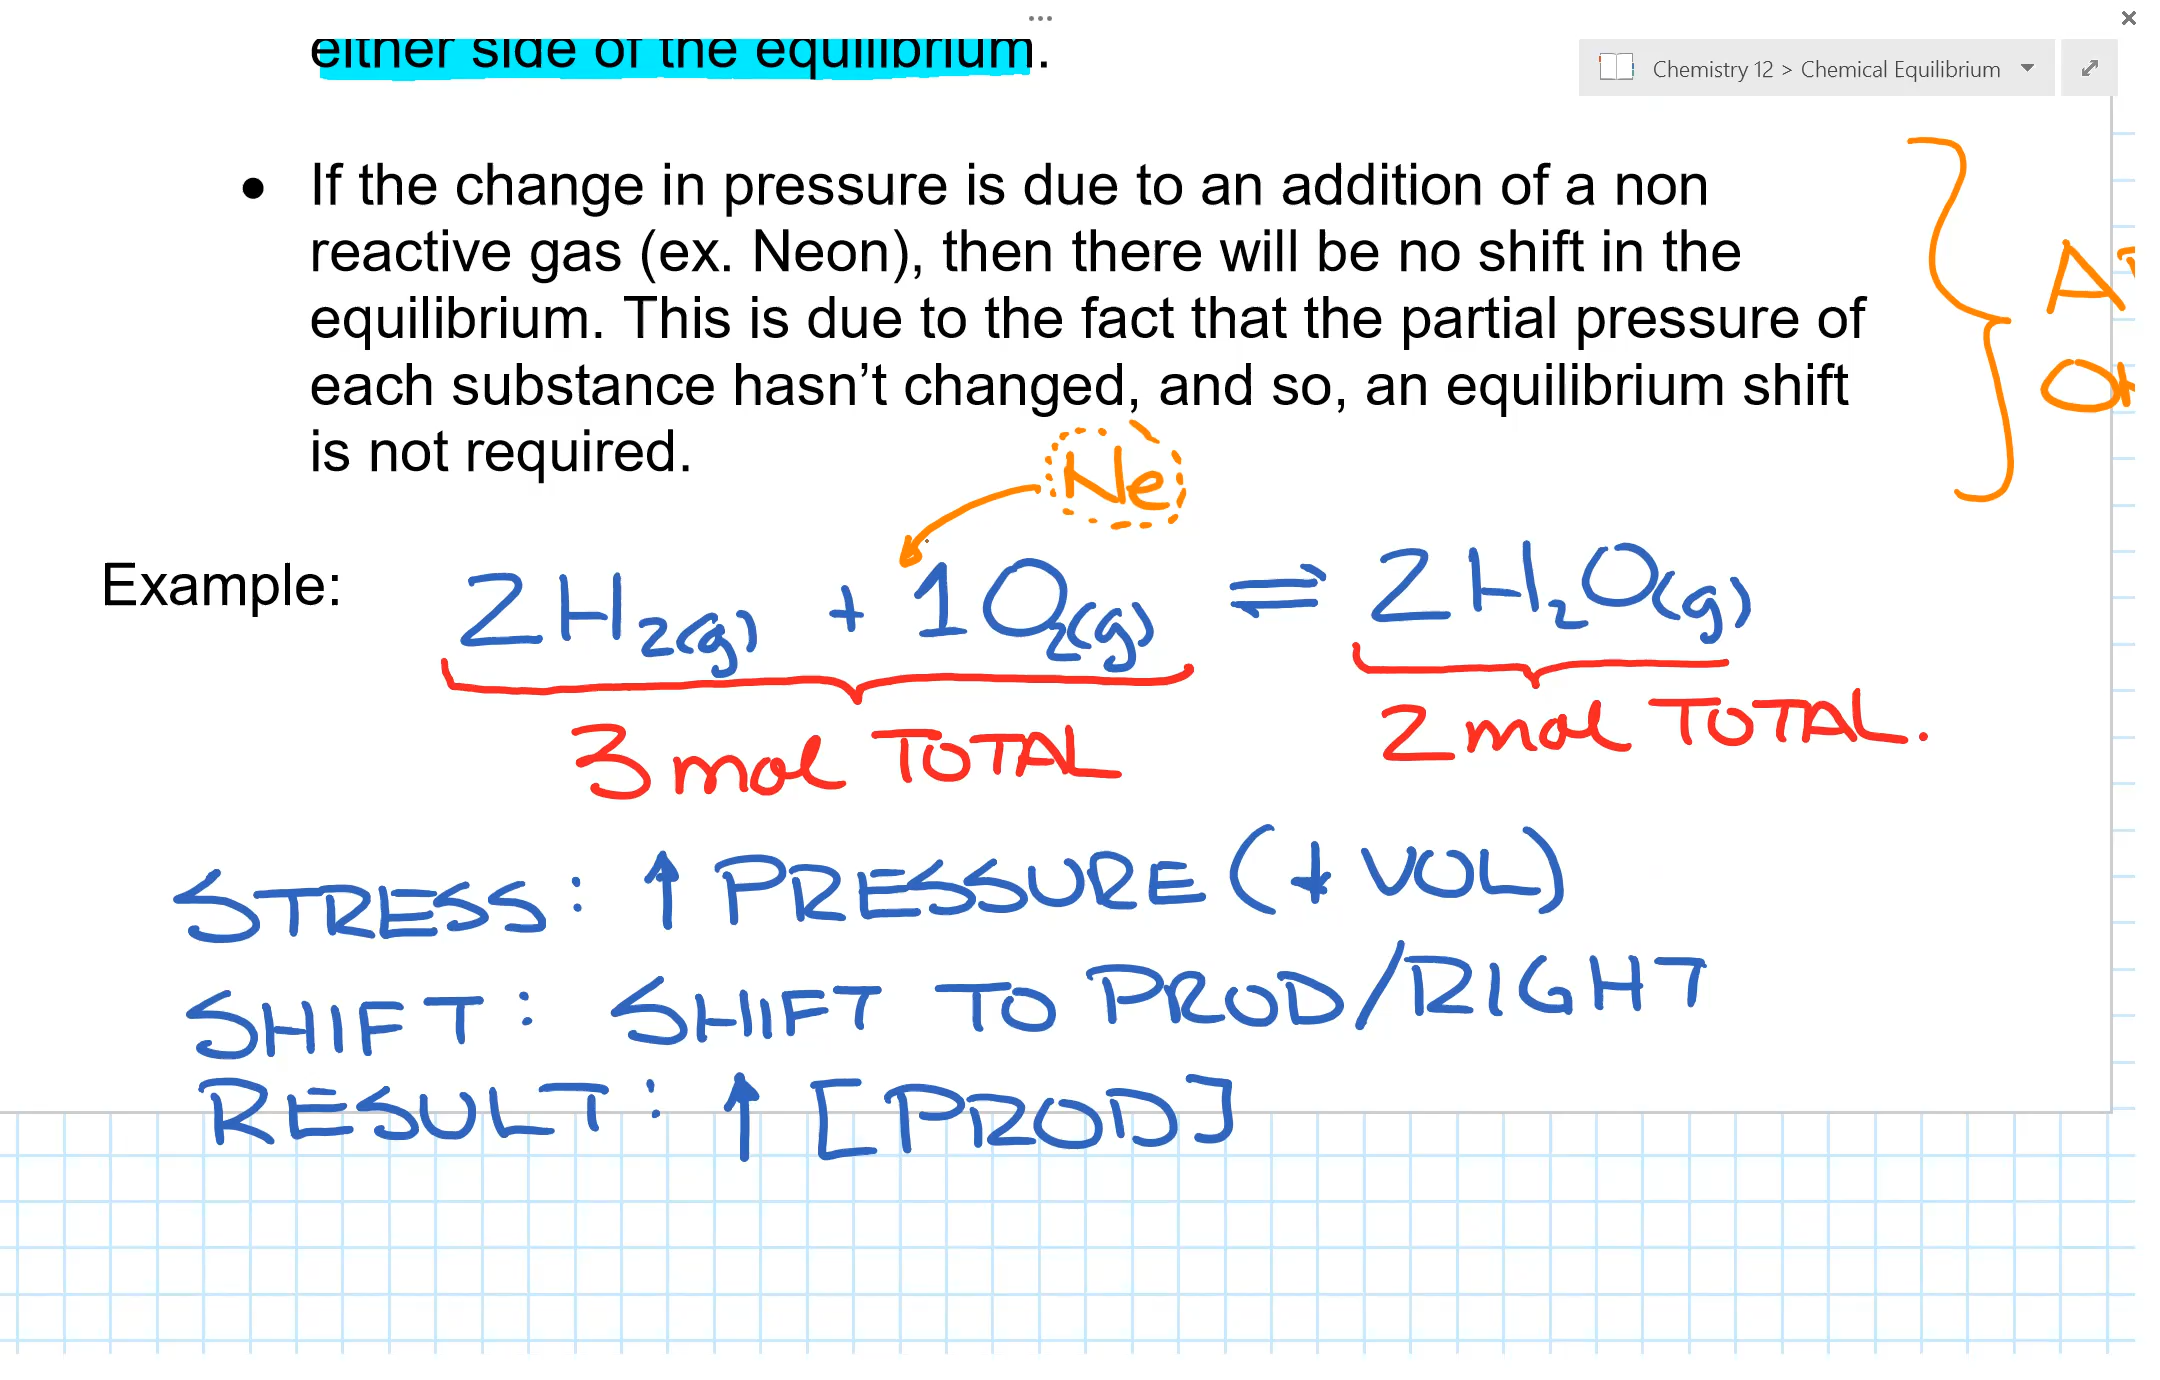 either side of the equilibrium.
Chemistry 12 > Chemical Equilibrium
• If the change in pressure is due to an addition of a non
reactive gas (ex. Neon), then there will be no shift in the
equilibrium. This is due to the fact that the partial pressure of
each substance hasn’t changed, and so, an equilibrium shift
is not required.
Ne
Example: 2H₂(g) + 1O₂(g) ⇌ 2H₂O(g)
3 mol TOTAL 2 mol TOTAL.
STRESS: ↑ PRESSURE (↓ VOL)
SHIFT: SHIFT TO PROD/RIGHT
RESULT: ↑ [PROD]